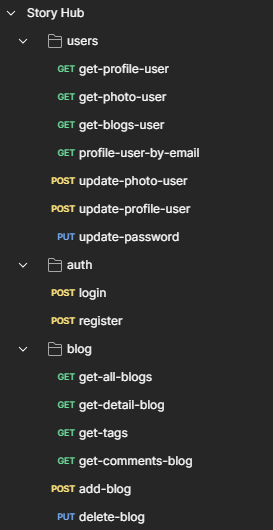 Story Hub
users
GET get-profile-user
GET get-photo-user
GET get-blogs-user
GET profile-user-by-email
POST update-photo-user
POST update-profile-user
PUT update-password
auth
POST login
POST register
blog
GET get-all-blogs
GET get-detail-blog
GET get-tags
GET get-comments-blog
POST add-blog
PUT delete-blog